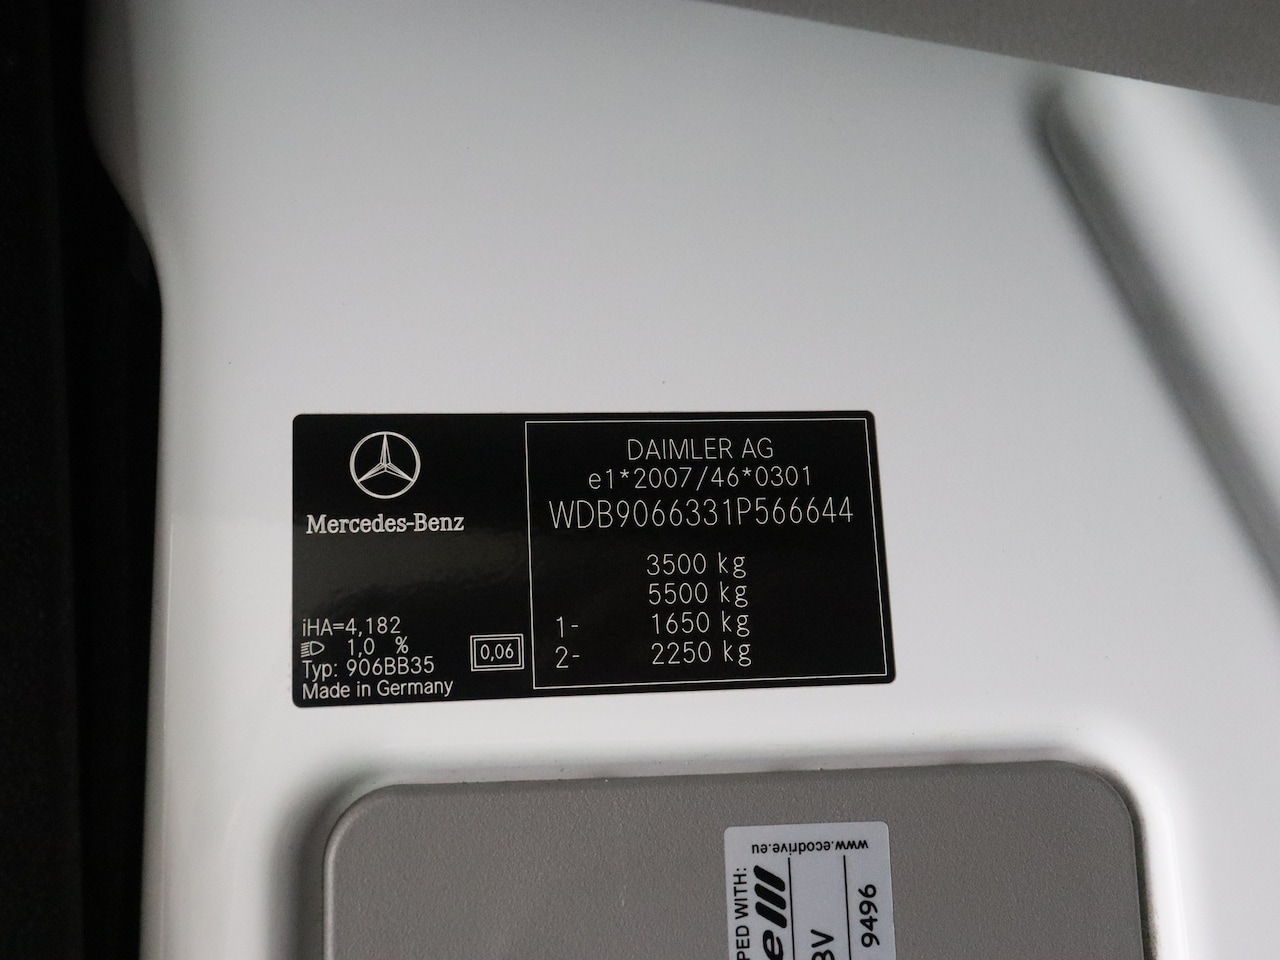 Mercedes-Benz
iHA=4,182
1,0 %
Typ: 906BB35
Made in Germany
0,06
DAIMLER AG
e1*2007/46*0301
WDB9066331P566644
3500 kg
5500 kg
1- 1650 kg
2- 2250 kg
www.ecodrive.eu
9496